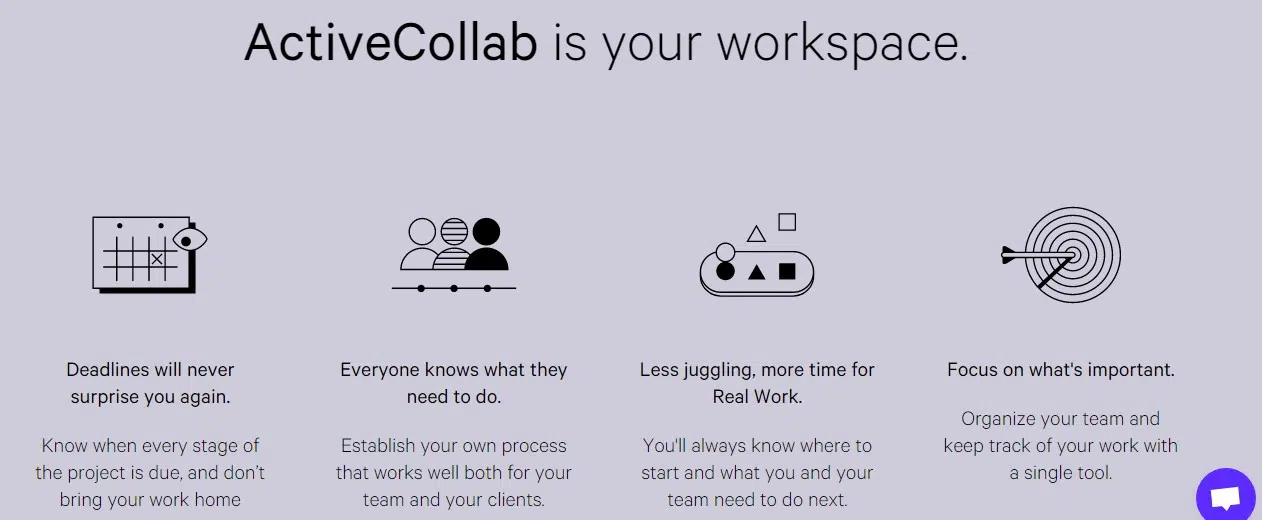 ActiveCollab is your workspace.
Deadlines will never
surprise you again.
Know when every stage of
the project is due, and don't
bring your work home
Everyone knows what they
need to do.
Establish your own process
that works well both for your
team and your clients.
Less juggling, more time for
Real Work.
You'll always know where to
start and what you and your
team need to do next.
Focus on what's important.
Organize your team and
keep track of your work with
a single tool.